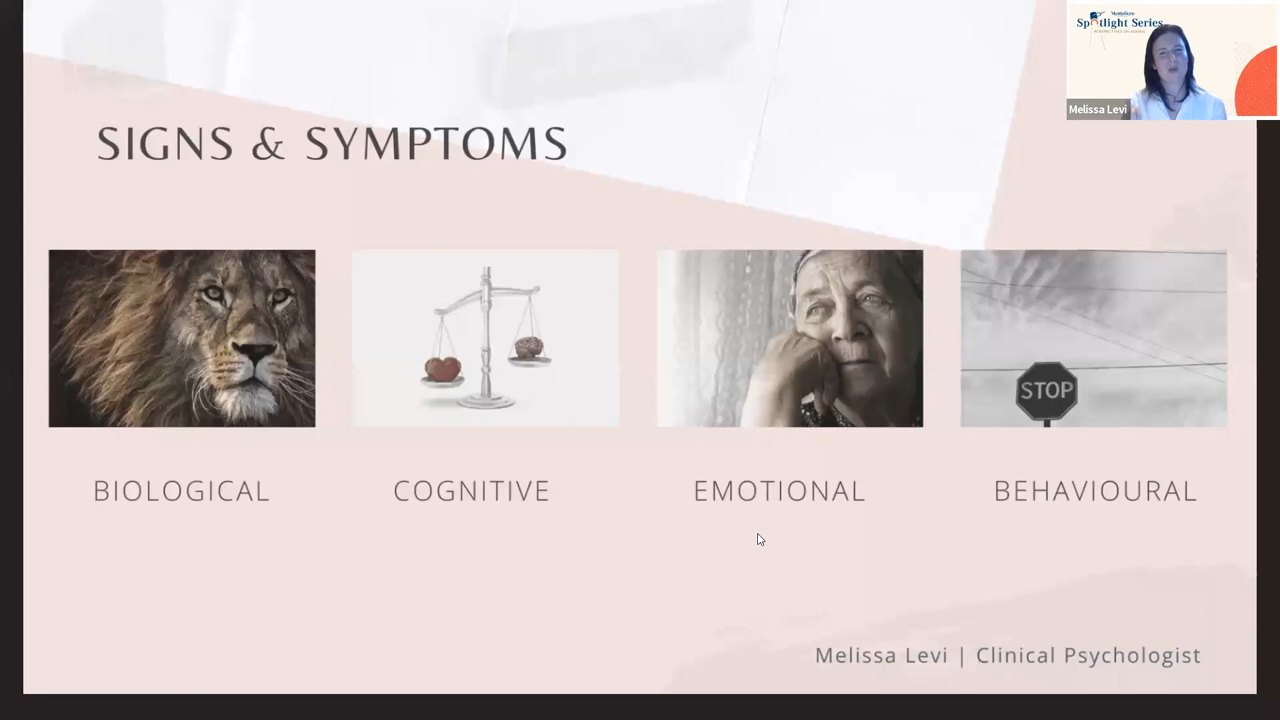 Spotlight Series
Melissa Levi
SIGNS & SYMPTOMS
STOP
BIOLOGICAL
COGNITIVE
EMOTIONAL
BEHAVIOURAL
Melissa Levi | Clinical Psychologist